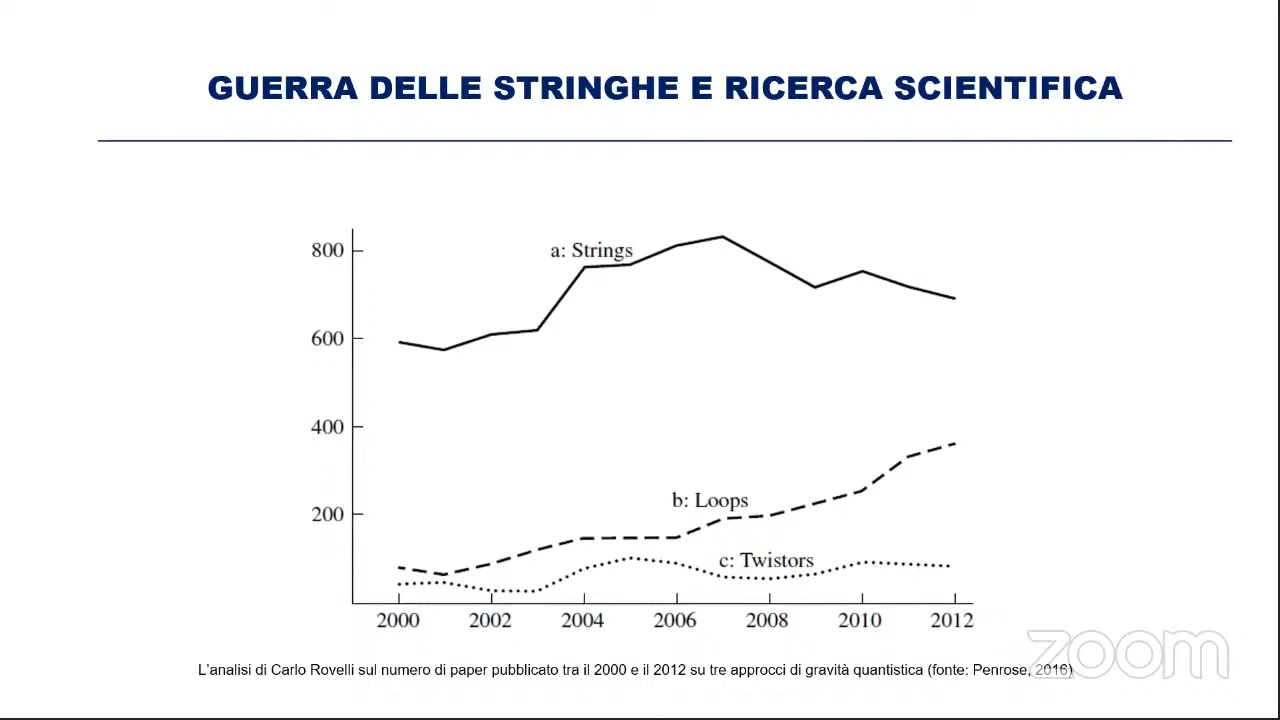 GUERRA DELLE STRINGHE E RICERCA SCIENTIFICA
800
a: Strings
600
400
b: Loops
200
c: Twistors
2000 2002 2004 2006 2008 2010 2012
L'analisi di Carlo Rovelli sul numero di paper pubblicato tra il 2000 e il 2012 su tre approcci di gravità quantistica (fonte: Penrose, 2016)
zoom